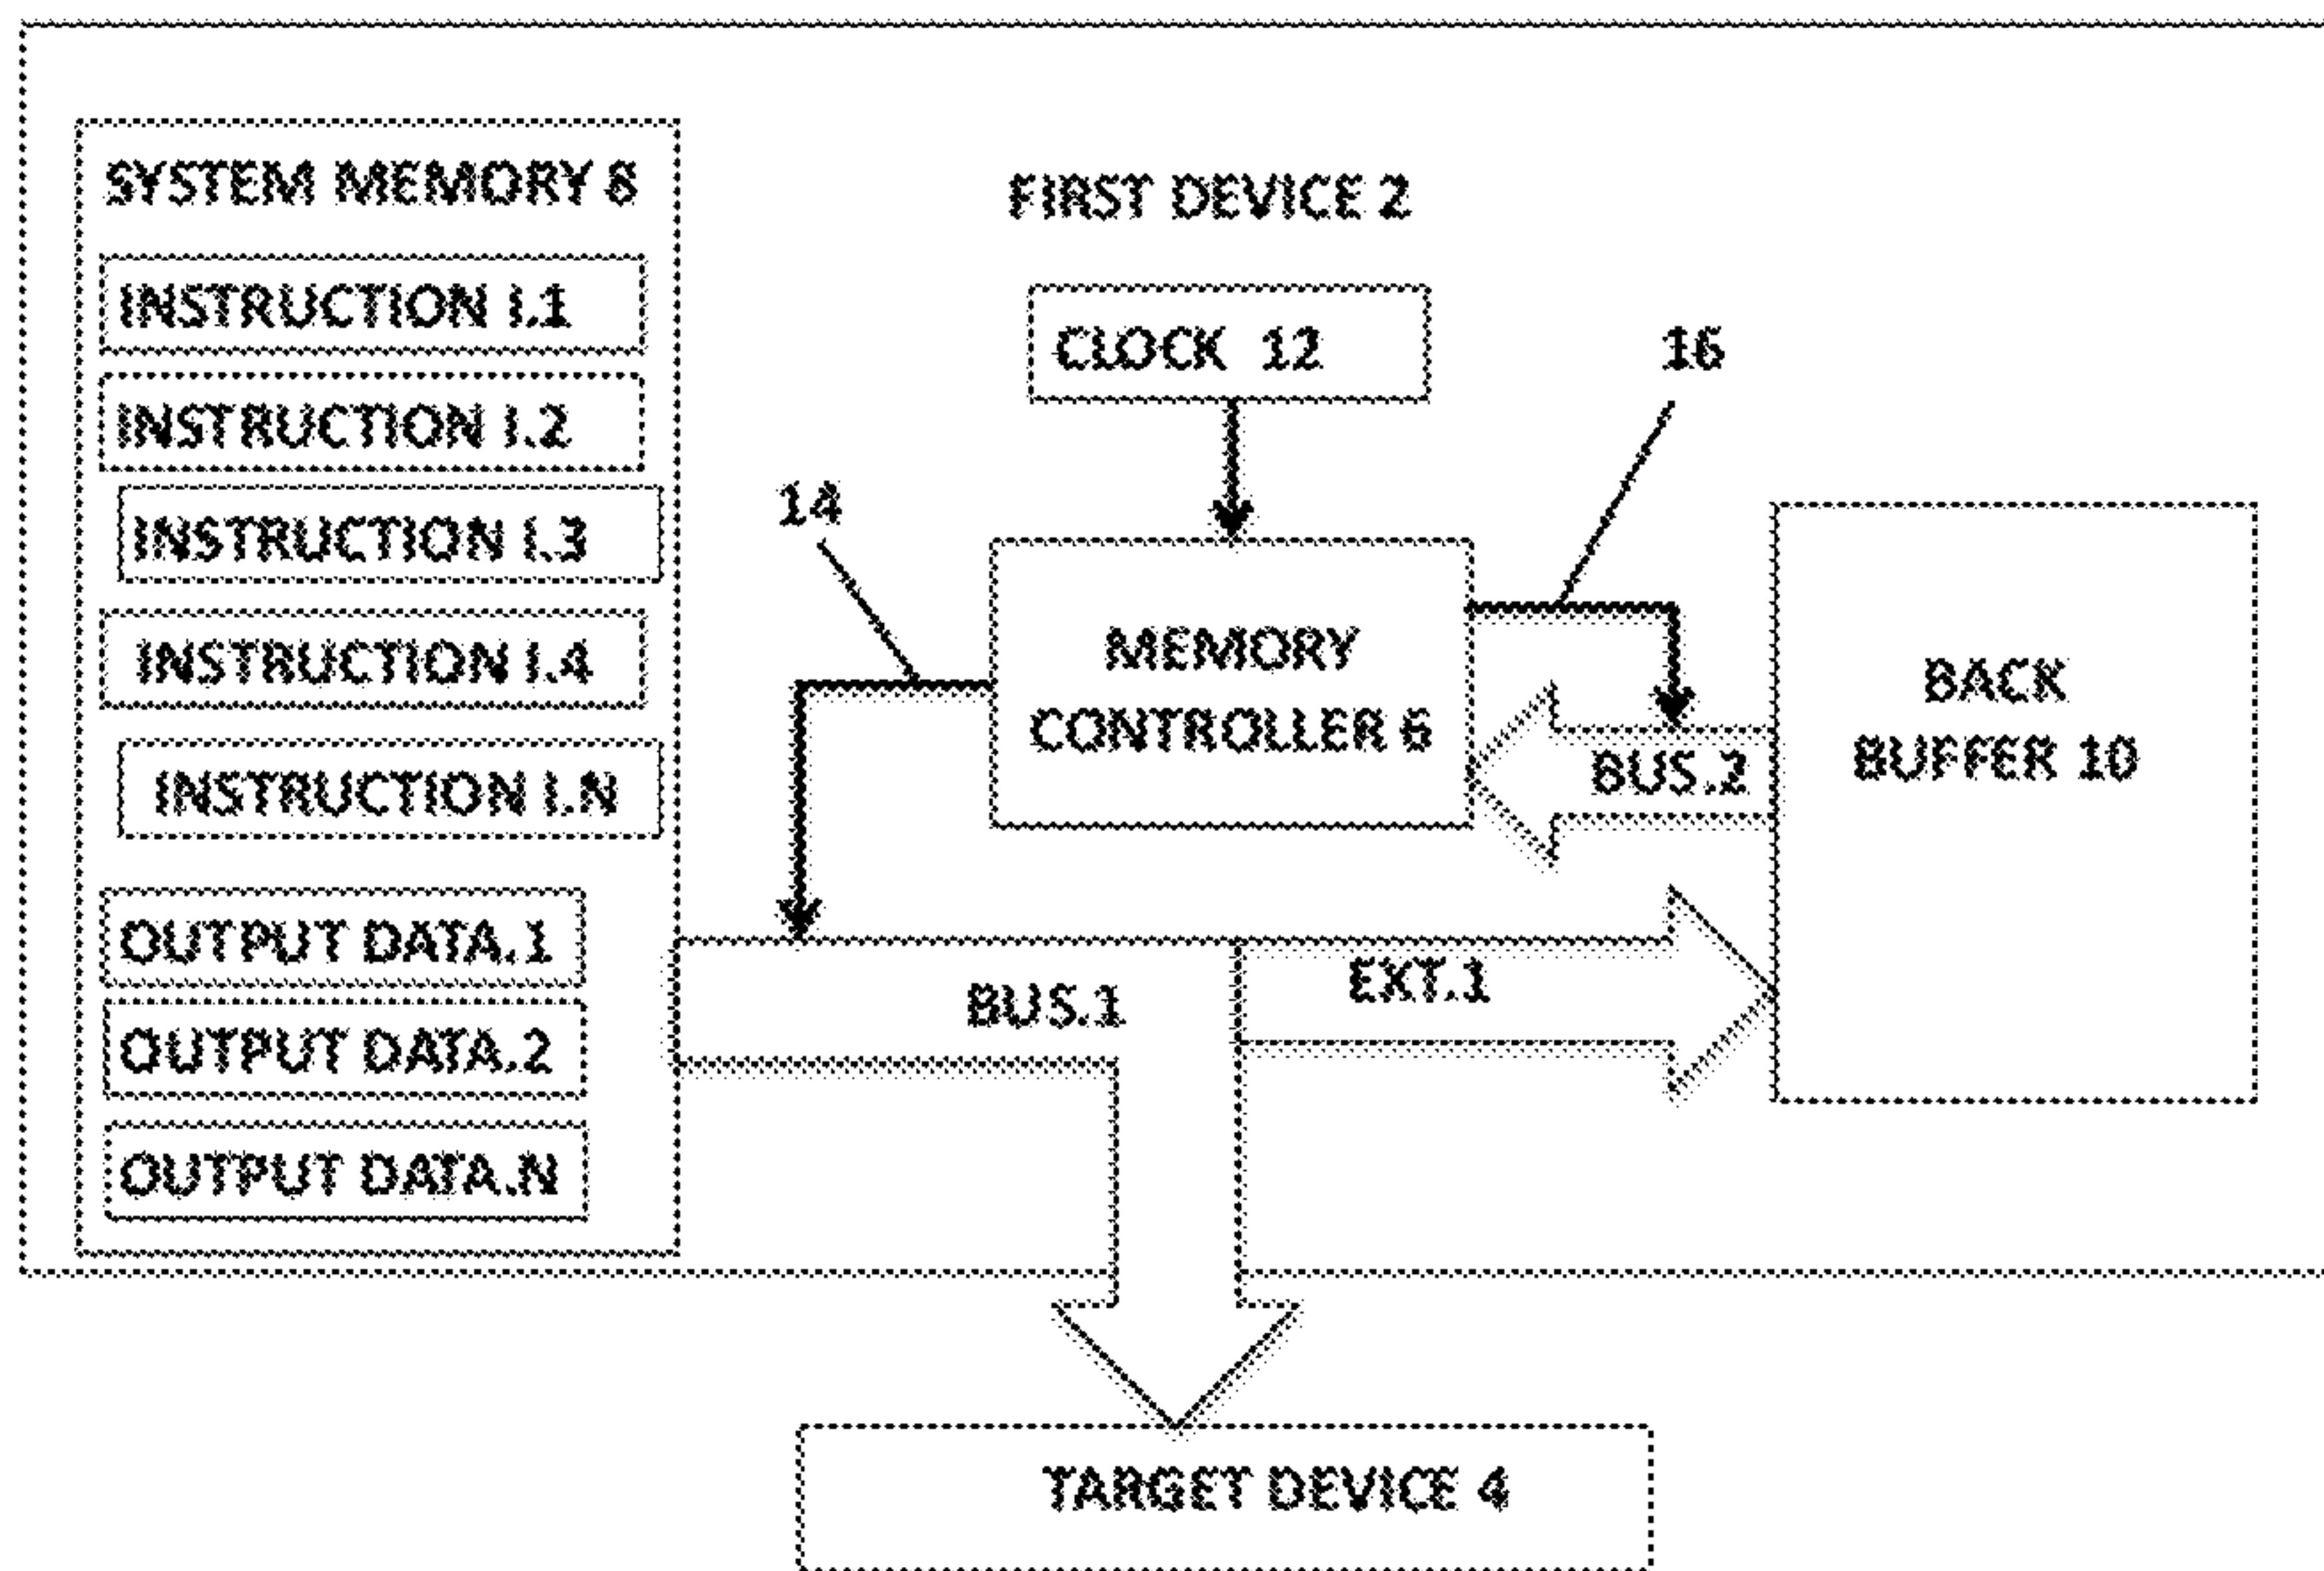 SYSTEM MEMORY 8
INSTRUCTION I.1
INSTRUCTION I.2
INSTRUCTION I.3
INSTRUCTION I.4
INSTRUCTION I.N
OUTPUT DATA.1
OUTPUT DATA.2
OUTPUT DATA.N
FIRST DEVICE 2
CLOCK 12
16
14
MEMORY
CONTROLLER 6
BUS.2
BACK
BUFFER 10
BUS.1
EXT.1
TARGET DEVICE 4